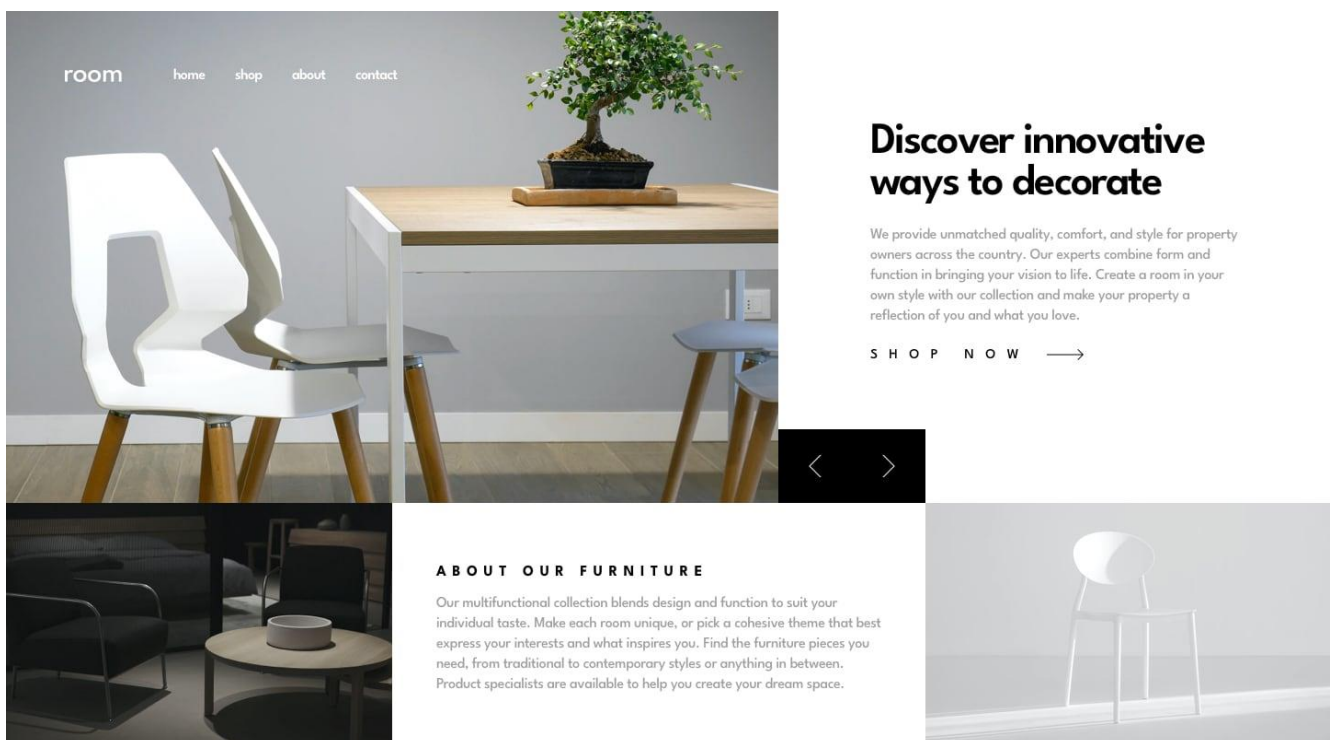 room
home shop about contact
Discover innovative
ways to decorate
We provide unmatched quality, comfort, and style for property
owners across the country. Our experts combine form and
function in bringing your vision to life. Create a room in your
own style with our collection and make your property a
reflection of you and what you love.
SHOP NOW
ABOUT OUR FURNITURE
Our multifunctional collection blends design and function to suit your
individual taste. Make each room unique, or pick a cohesive theme that best
express your interests and what inspires you. Find the furniture pieces you
need, from traditional to contemporary styles or anything in between.
Product specialists are available to help you create your dream space.